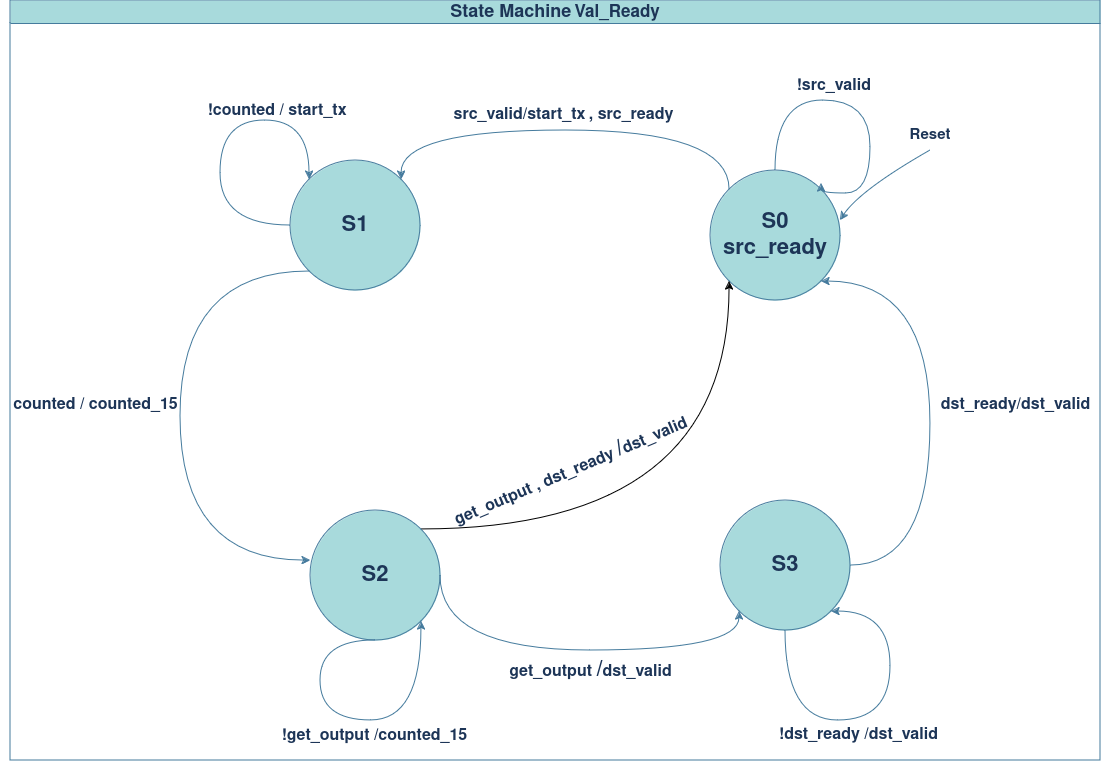 State Machine Val_Ready
!src_valid
!counted / start_tx
src_valid/start_tx , src_ready
Reset
S1
S0
src_ready
counted / counted_15
dst_ready/dst_valid
get_output , dst_ready /dst_valid
S2
S3
get_output /dst_valid
!get_output /counted_15
!dst_ready /dst_valid